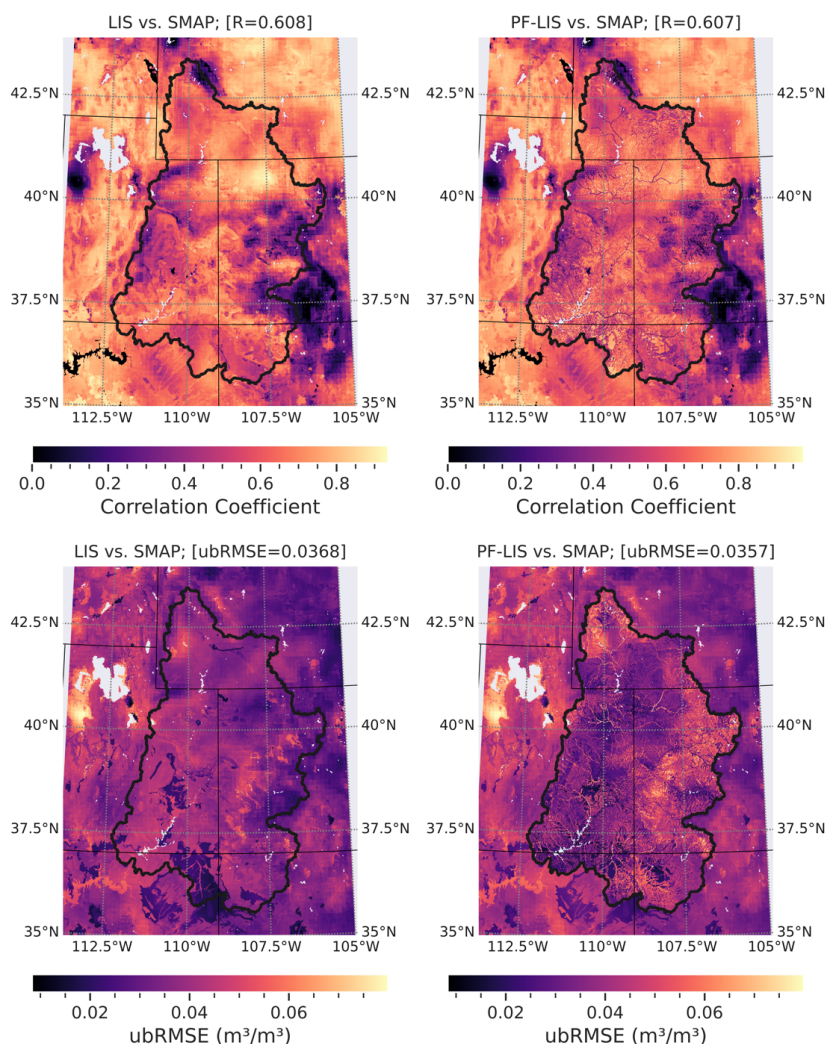 LIS vs. SMAP; [R=0.608]
PF-LIS vs. SMAP; [R=0.607]
42.5°N 42.5°N 42.5°N 42.5°N
40°N 40°N 40°N 40°N
37.5°N 37.5°N 37.5°N 37.5°N
35°N 35°N 35°N 35°N
112.5°W 110°W 107.5°W 105°W
112.5°W 110°W 107.5°W 105°W
0.0 0.2 0.4 0.6 0.8
0.0 0.2 0.4 0.6 0.8
Correlation Coefficient
Correlation Coefficient
LIS vs. SMAP; [ubRMSE=0.0368]
PF-LIS vs. SMAP; [ubRMSE=0.0357]
42.5°N 42.5°N 42.5°N 42.5°N
40°N 40°N 40°N 40°N
37.5°N 37.5°N 37.5°N 37.5°N
35°N 35°N 35°N 35°N
112.5°W 110°W 107.5°W 105°W
112.5°W 110°W 107.5°W 105°W
0.02 0.04 0.06
0.02 0.04 0.06
ubRMSE (m³/m³)
ubRMSE (m³/m³)